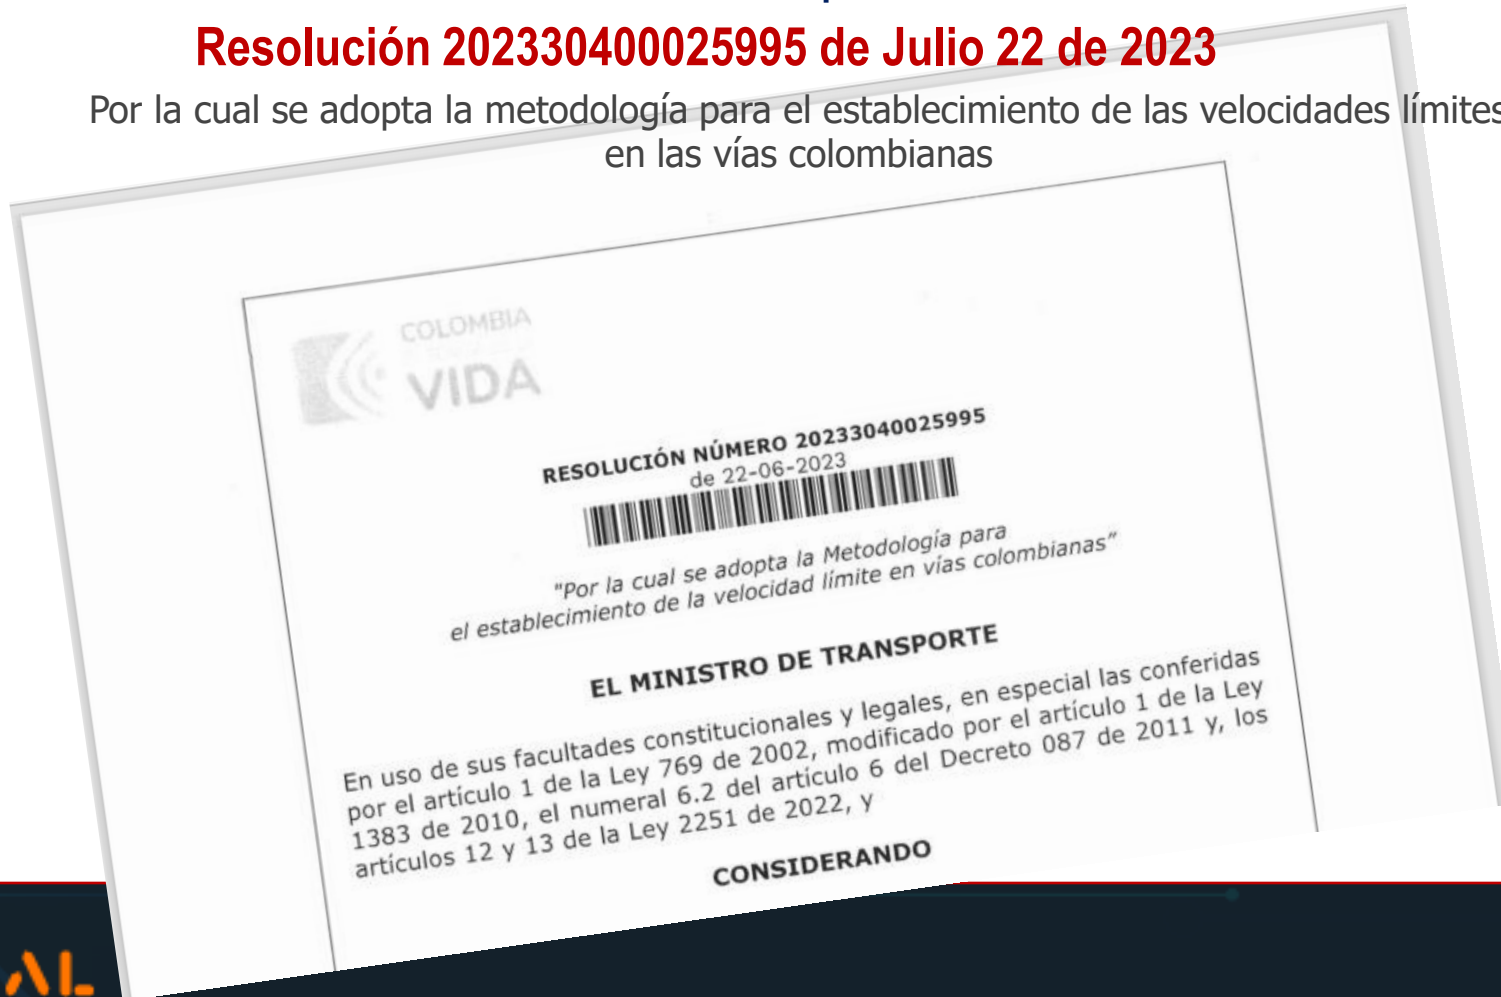 Resolución 202330400025995 de Julio 22 de 2023
Por la cual se adopta la metodología para el establecimiento de las velocidades límites
en las vías colombianas
COLOMBIA
VIDA
RESOLUCIÓN NÚMERO 20233040025995
de 22-06-2023
"Por la cual se adopta la Metodología para
el establecimiento de la velocidad límite en vías colombianas"
EL MINISTRO DE TRANSPORTE
En uso de sus facultades constitucionales y legales, en especial las conferidas
por el artículo 1 de la Ley 769 de 2002, modificado por el artículo 1 de la Ley
1383 de 2010, el numeral 6.2 del artículo 6 del Decreto 087 de 2011 y, los
artículos 12 y 13 de la Ley 2251 de 2022, y
CONSIDERANDO
AL